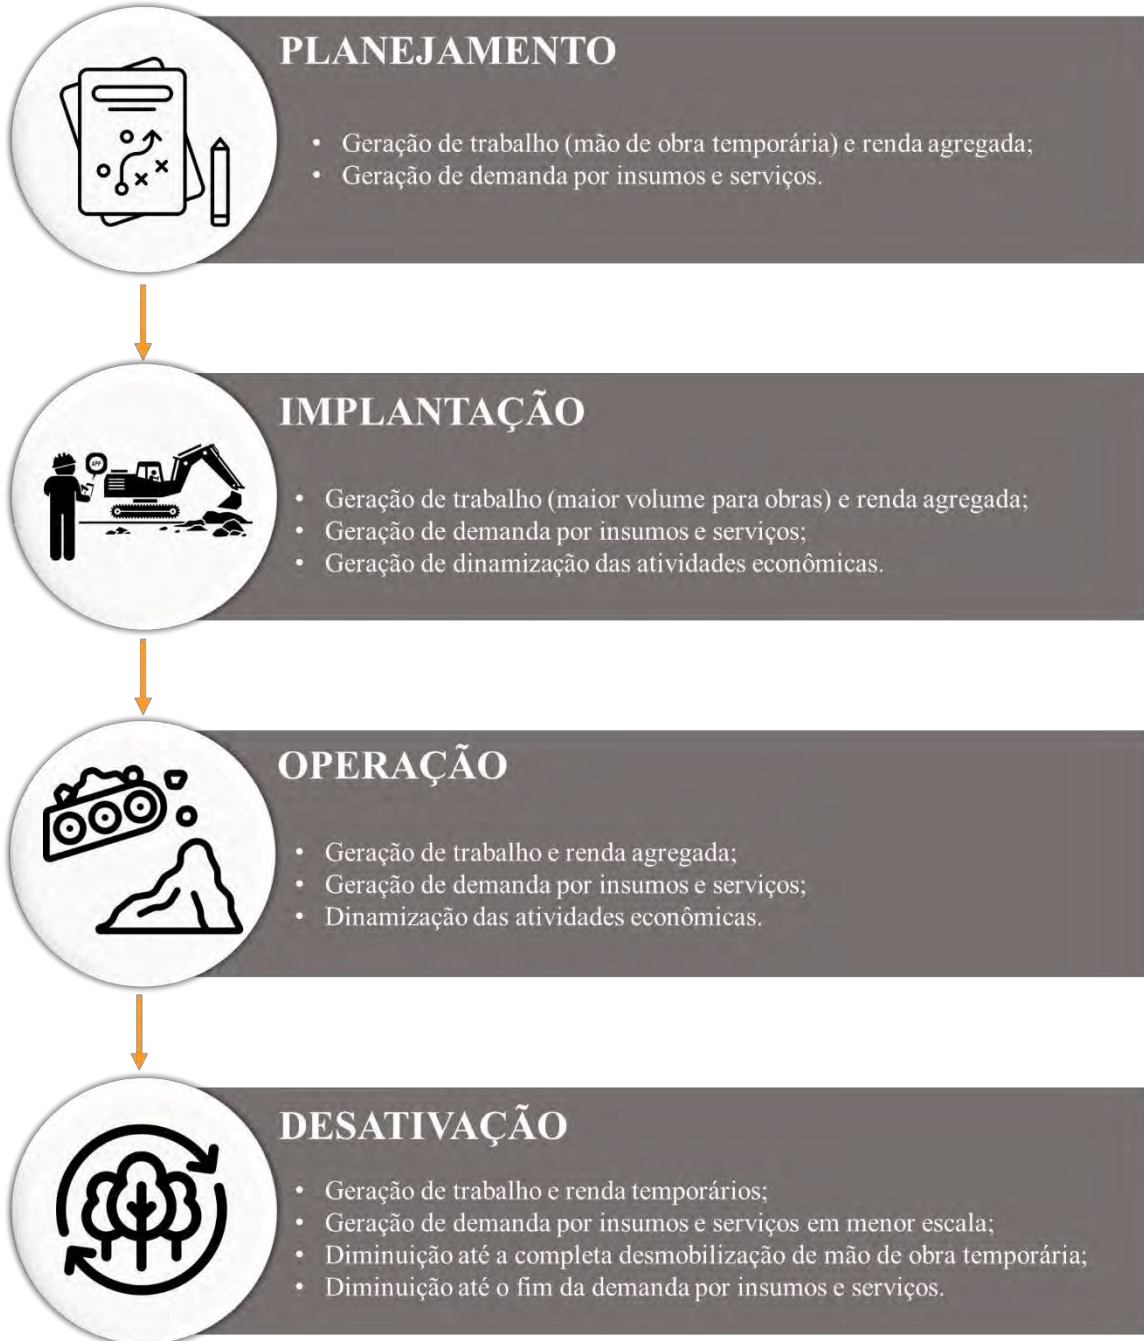 PLANEJAMENTO
• Geração de trabalho (mão de obra temporária) e renda agregada;
• Geração de demanda por insumos e serviços.
IMPLANTAÇÃO
APP
• Geração de trabalho (maior volume para obras) e renda agregada;
• Geração de demanda por insumos e serviços;
• Geração de dinamização das atividades econômicas.
OPERAÇÃO
• Geração de trabalho e renda agregada;
• Geração de demanda por insumos e serviços;
• Dinamização das atividades econômicas.
DESATIVAÇÃO
• Geração de trabalho e renda temporários;
• Geração de demanda por insumos e serviços em menor escala;
• Diminuição até a completa desmobilização de mão de obra temporária;
• Diminuição até o fim da demanda por insumos e serviços.